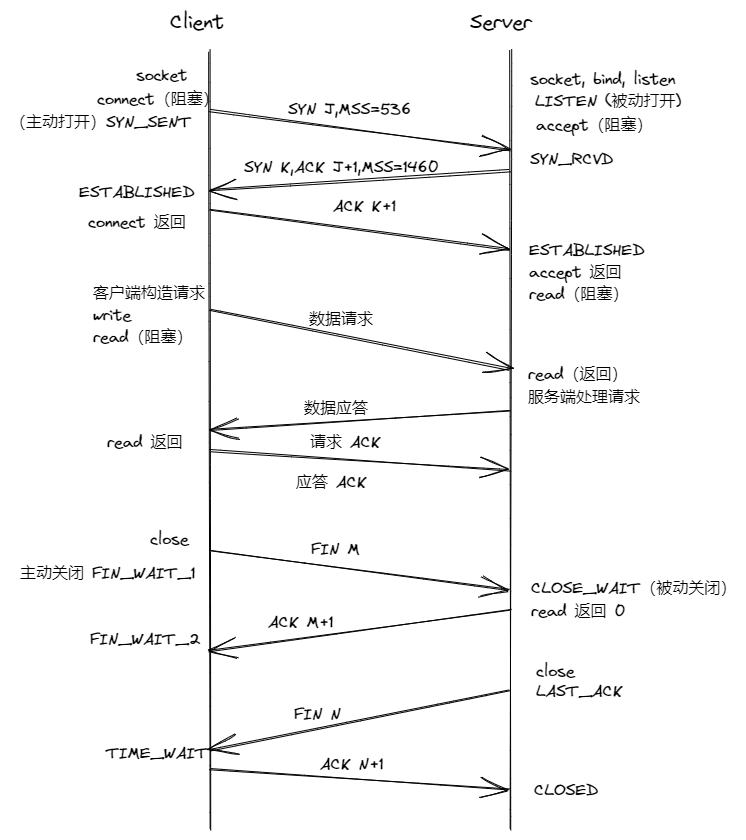 Client
Server
socket
connect（阻塞）
（主动打开）SYN_SENT
socket, bind, listen
LISTEN（被动打开）
accept（阻塞）
SYN J,MSS=536
SYN_RCVD
SYN K,ACK J+1,MSS=1460
ESTABLISHED
connect 返回
ACK K+1
ESTABLISHED
accept 返回
read（阻塞）
客户端构造请求
write
read（阻塞）
数据请求
read（返回）
服务端处理请求
数据应答
read 返回
请求 ACK
应答 ACK
close
主动关闭 FIN_WAIT_1
FIN M
CLOSE_WAIT（被动关闭）
read 返回 0
ACK M+1
FIN_WAIT_2
close
LAST_ACK
FIN N
TIME_WAIT
ACK N+1
CLOSED